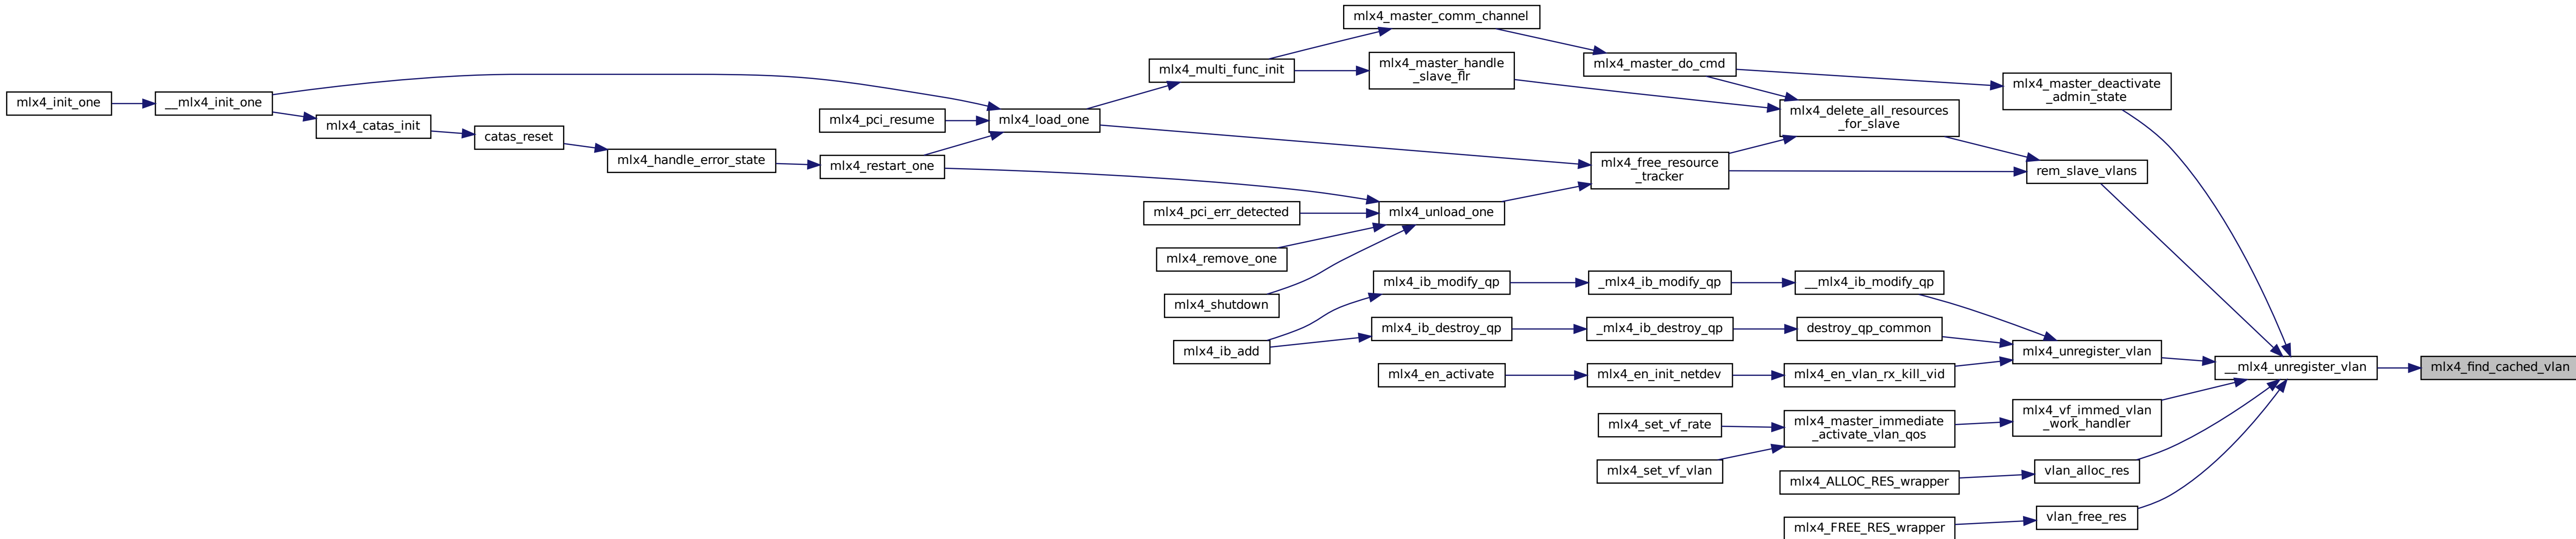 mlx4_init_one
__mlx4_init_one
mlx4_catas_init
catas_reset
mlx4_handle_error_state
mlx4_pci_resume
mlx4_restart_one
mlx4_load_one
mlx4_multi_func_init
mlx4_pci_err_detected
mlx4_remove_one
mlx4_shutdown
mlx4_ib_add
mlx4_master_comm_channel
mlx4_master_handle
_slave_flr
mlx4_unload_one
mlx4_ib_modify_qp
mlx4_ib_destroy_qp
mlx4_en_activate
mlx4_master_do_cmd
mlx4_free_resource
_tracker
_mlx4_ib_modify_qp
_mlx4_ib_destroy_qp
mlx4_en_init_netdev
mlx4_set_vf_rate
mlx4_set_vf_vlan
mlx4_delete_all_resources
_for_slave
__mlx4_ib_modify_qp
destroy_qp_common
mlx4_en_vlan_rx_kill_vid
mlx4_master_immediate
_activate_vlan_qos
mlx4_ALLOC_RES_wrapper
mlx4_FREE_RES_wrapper
mlx4_master_deactivate
_admin_state
rem_slave_vlans
mlx4_unregister_vlan
mlx4_vf_immed_vlan
_work_handler
vlan_alloc_res
vlan_free_res
__mlx4_unregister_vlan
mlx4_find_cached_vlan